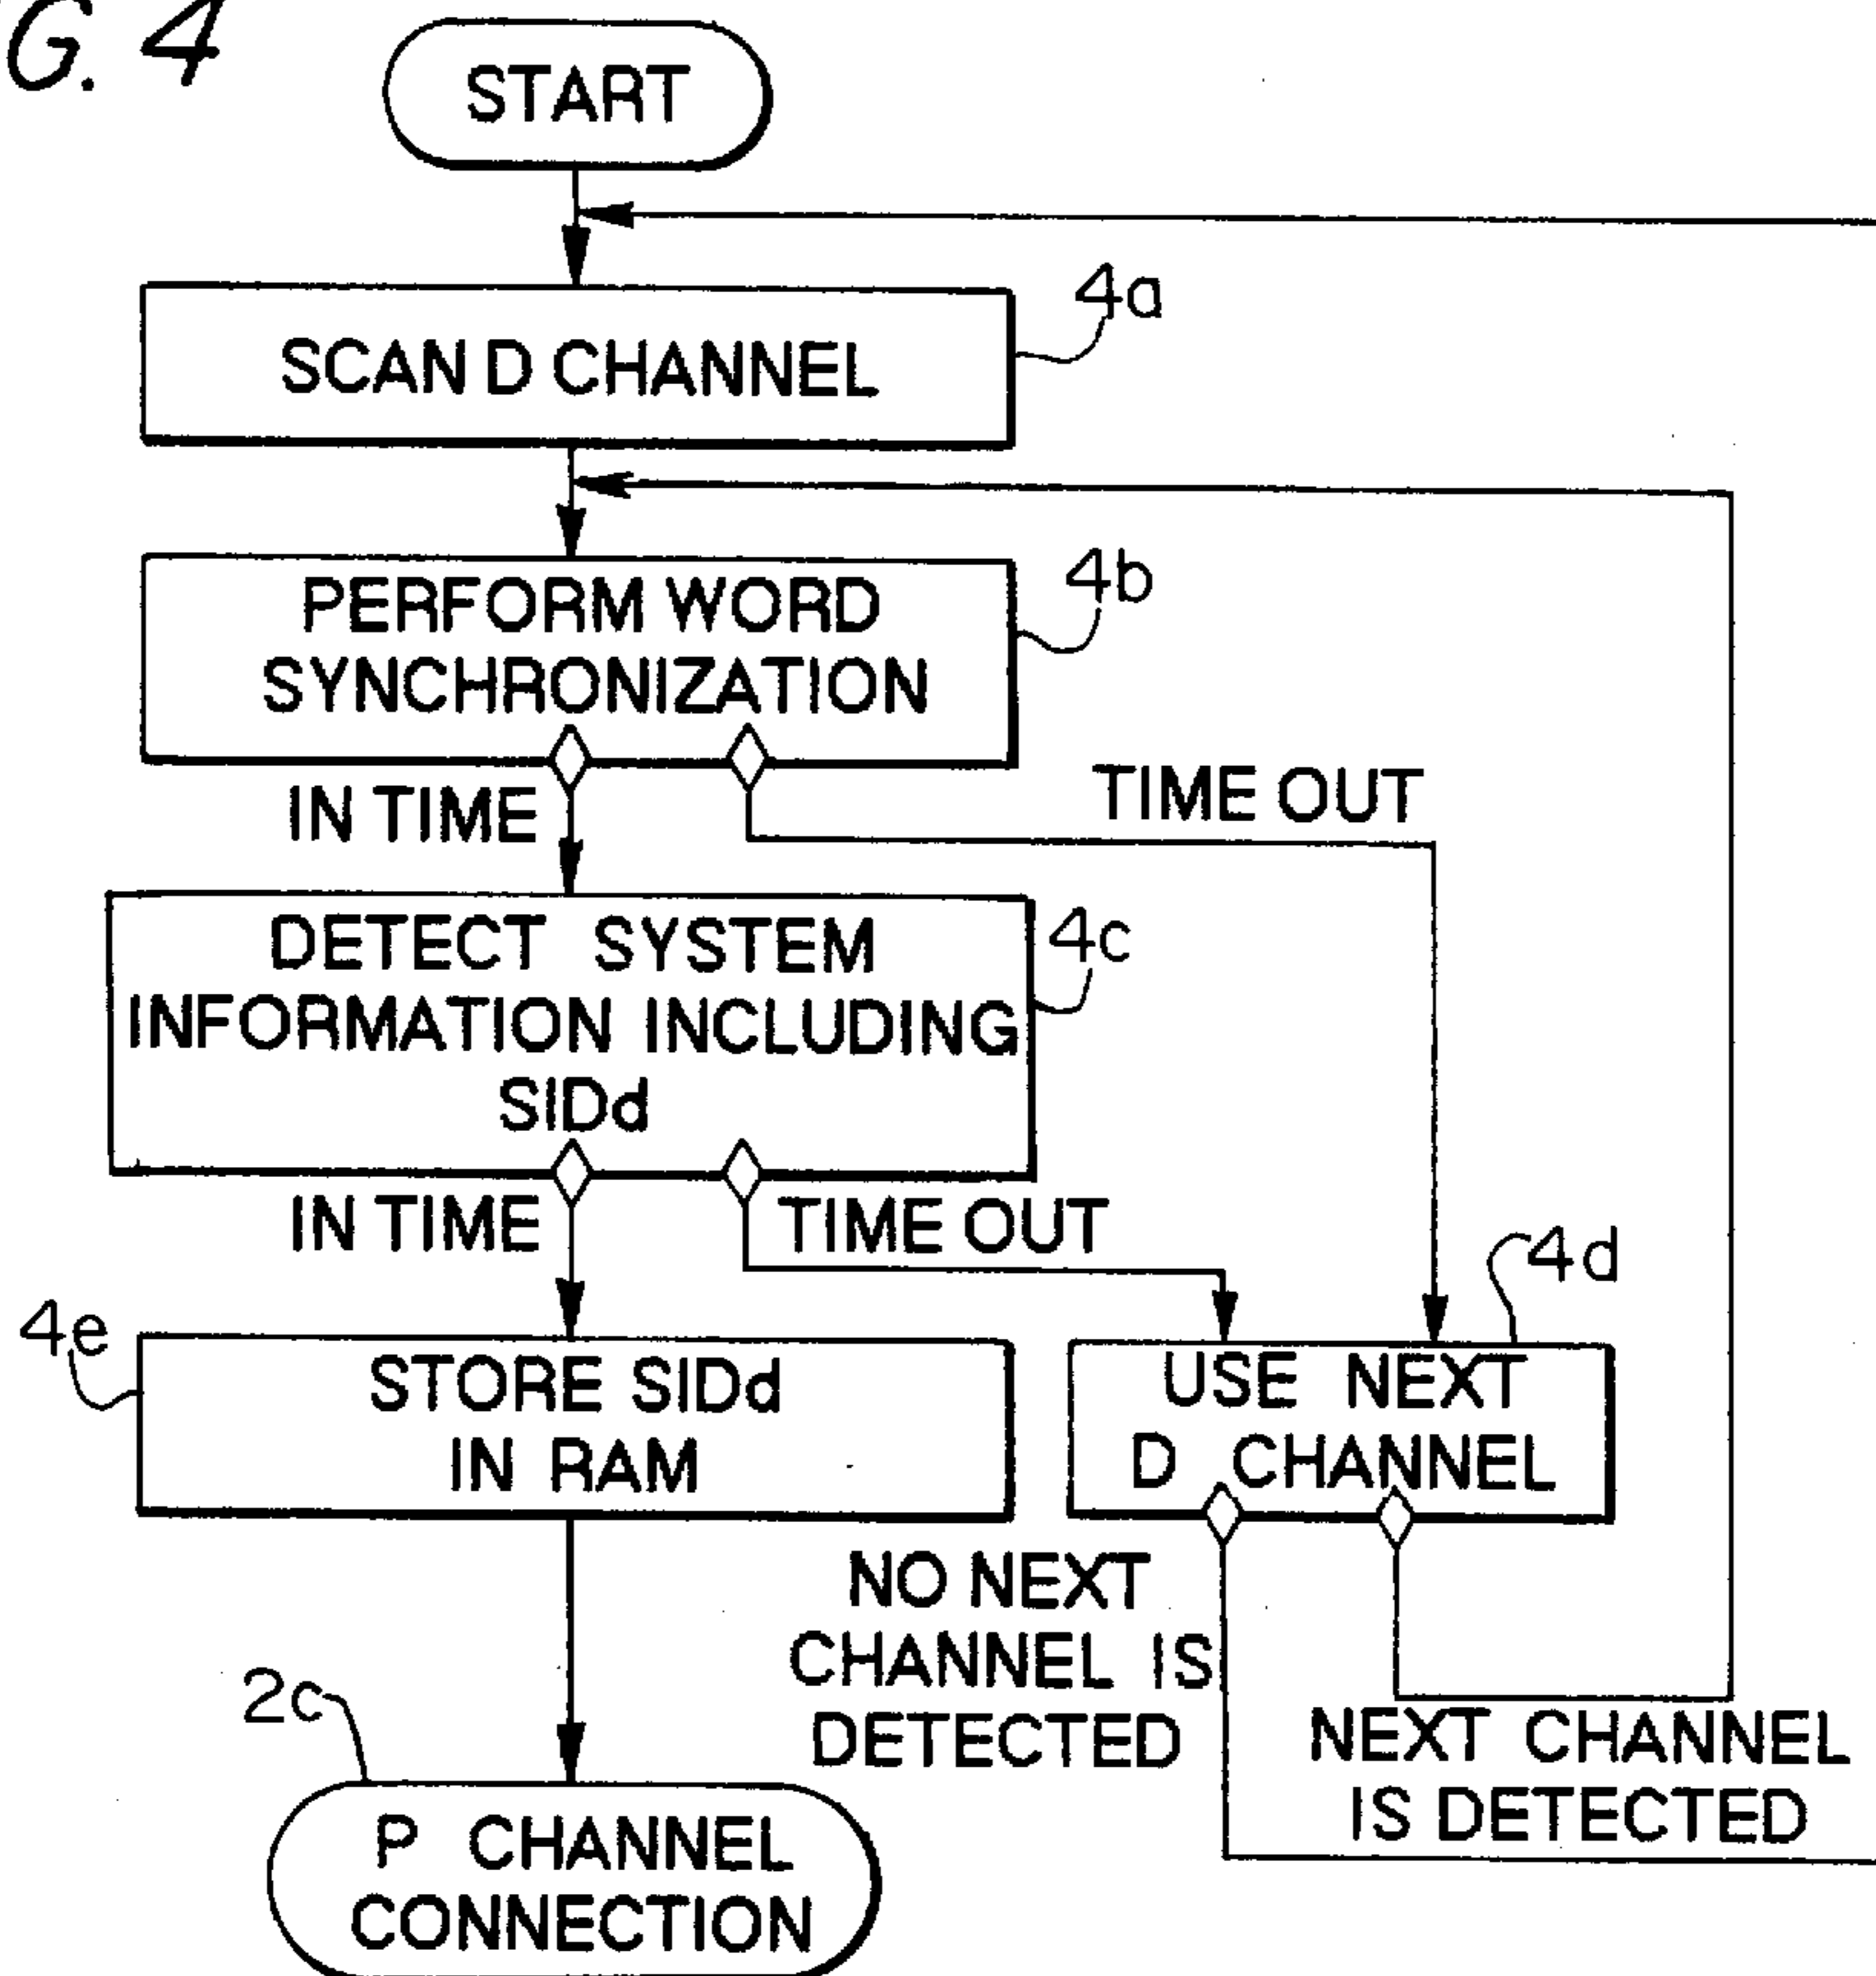 G. 4
START
4a
SCAN D CHANNEL
4b
PERFORM WORD
SYNCHRONIZATION
IN TIME
TIME OUT
4c
DETECT SYSTEM
INFORMATION INCLUDING
SIDd
IN TIME
TIME OUT
4d
4e
STORE SIDd
IN RAM
USE NEXT
D CHANNEL
NO NEXT
CHANNEL IS
DETECTED
NEXT CHANNEL
IS DETECTED
2c
P CHANNEL
CONNECTION